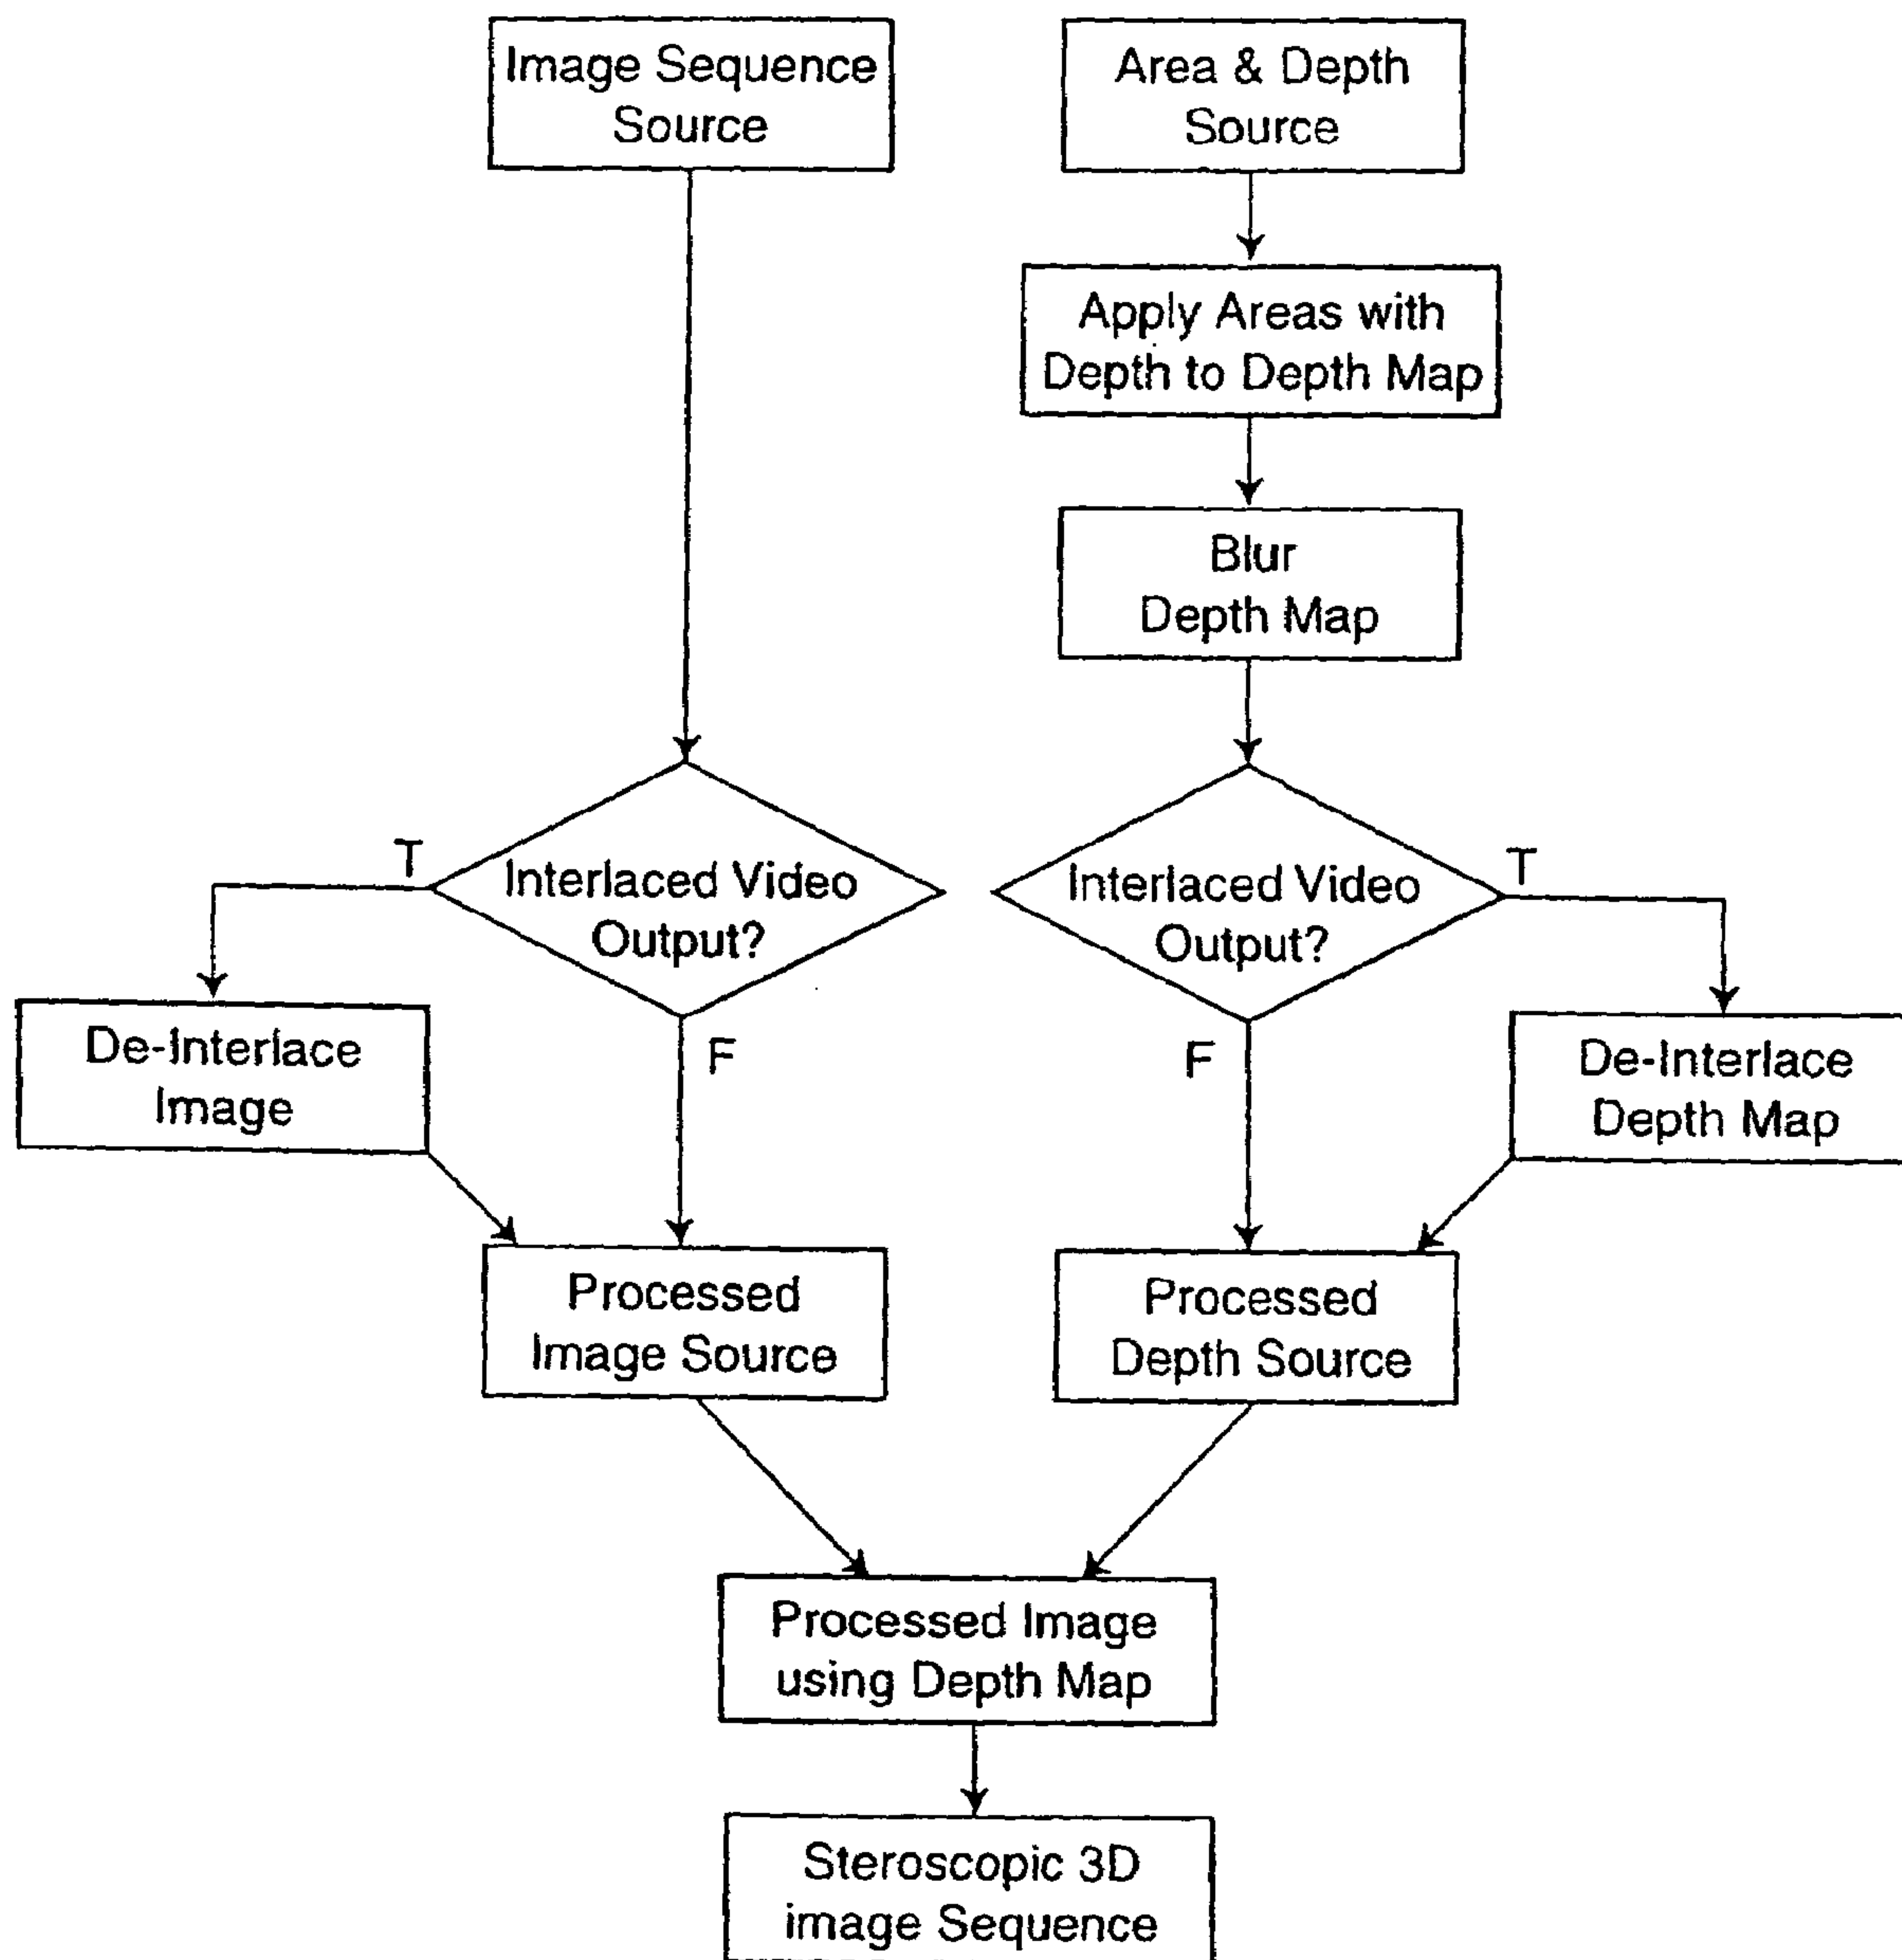 Image Sequence
Source
Area & Depth
Source
Apply Areas with
Depth to Depth Map
Blur
Depth Map
T
Interlaced Video
Output?
Interlaced Video
Output?
T
De-Interlace
Image
F
F
De-Interlace
Depth Map
Processed
Image Source
Processed
Depth Source
Processed Image
using Depth Map
Steroscopic 3D
image Sequence